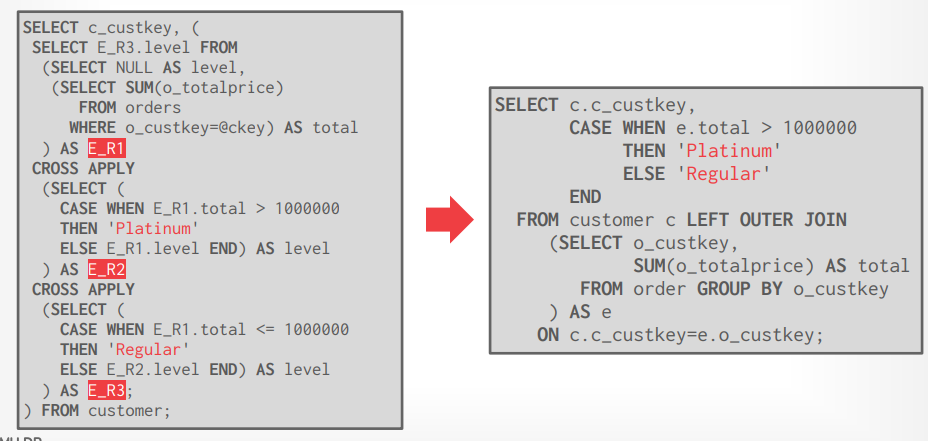 SELECT c_custkey, (
SELECT E_R3.level FROM
(SELECT NULL AS level,
(SELECT SUM(o_totalprice)
FROM orders
WHERE o_custkey=@ckey) AS total
) AS E_R1
CROSS APPLY
(SELECT (
CASE WHEN E_R1.total > 1000000
THEN 'Platinum'
ELSE E_R1.level END) AS level
) AS E_R2
CROSS APPLY
(SELECT (
CASE WHEN E_R1.total <= 1000000
THEN 'Regular'
ELSE E_R2.level END) AS level
) AS E_R3;
) FROM customer;
SELECT c.c_custkey,
CASE WHEN e.total > 1000000
THEN 'Platinum'
ELSE 'Regular'
END
FROM customer c LEFT OUTER JOIN
(SELECT o_custkey,
SUM(o_totalprice) AS total
FROM order GROUP BY o_custkey
) AS e
ON c.c_custkey=e.o_custkey;